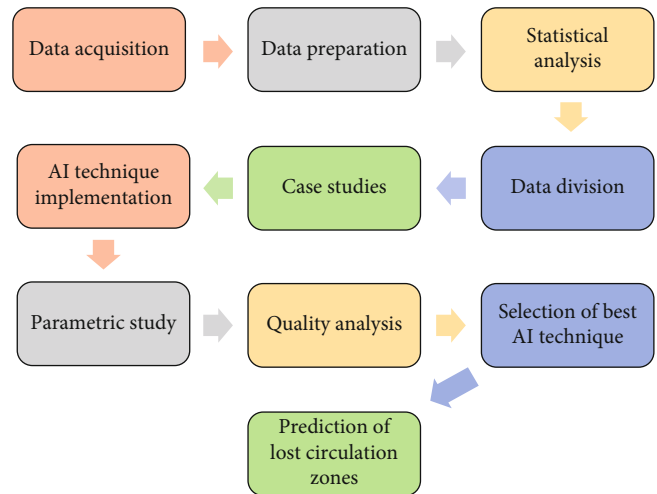 Data acquisition
Data preparation
Statistical
analysis
Data division
Case studies
AI technique
implementation
Parametric study
Quality analysis
Selection of best
AI technique
Prediction of
lost circulation
zones